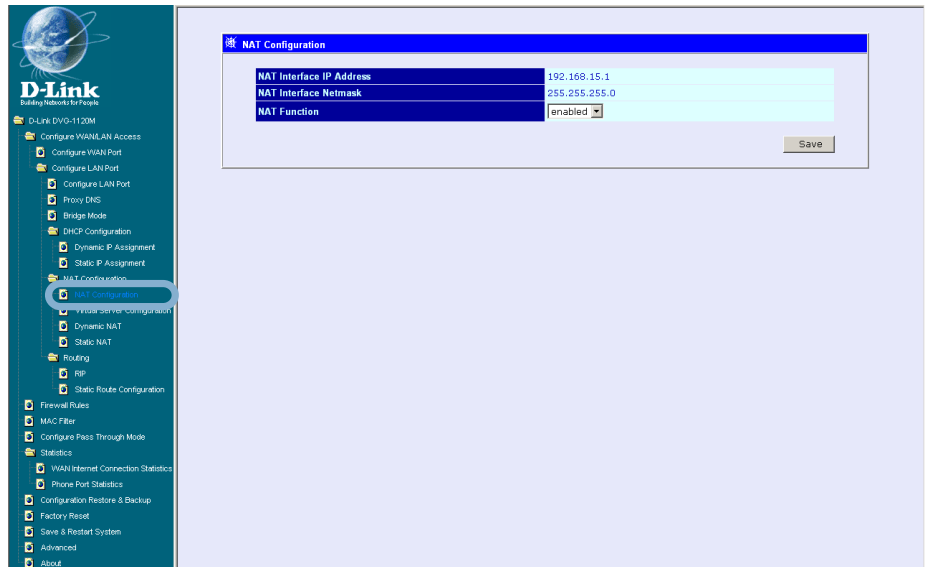 D-Link
Building Networks for People
D-Link DVG-1120M
Configure WAN/LAN Access
Configure WAN Port
Configure LAN Port
Configure LAN Port
Proxy DNS
Bridge Mode
DHCP Configuration
Dynamic IP Assignment
Static IP Assignment
NAT Configuration
NAT Configuration
Virtual Server Configuration
Dynamic NAT
Static NAT
Routing
RIP
Static Route Configuration
Firewall Rules
MAC Filter
Configure Pass Through Mode
Statistics
WAN Internet Connection Statistics
Phone Port Statistics
Configuration Restore & Backup
Factory Reset
Save & Restart System
Advanced
About
NAT Configuration
NAT Interface IP Address 192.168.15.1
NAT Interface Netmask 255.255.255.0
NAT Function enabled
Save